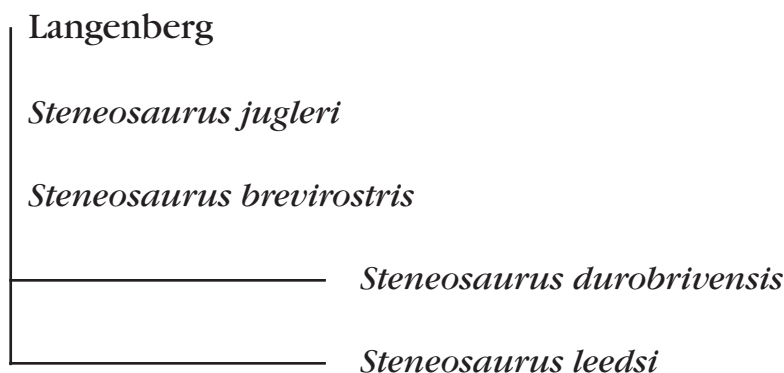 Langenberg
Steneosaurus jugleri
Steneosaurus brevirostris
Steneosaurus durobrivensis
Steneosaurus leedsi